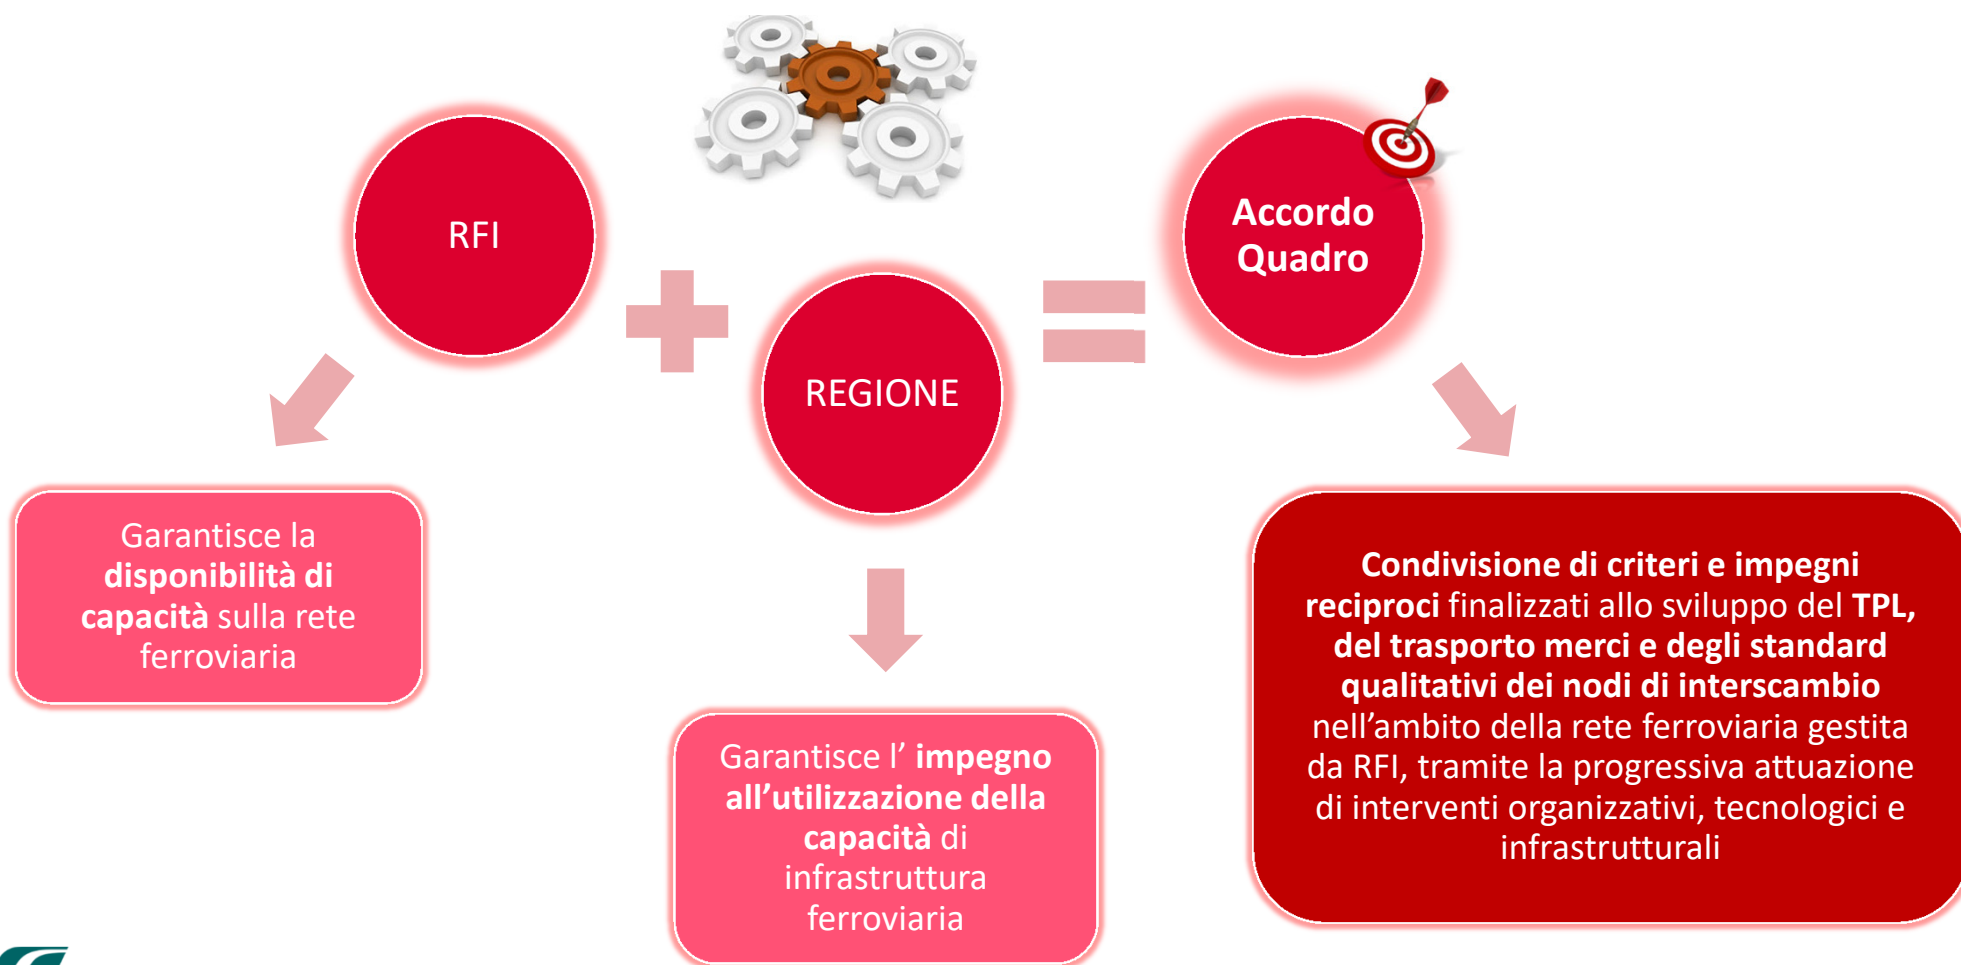 RFI
REGIONE
Accordo
Quadro
Garantisce la
disponibilità di
capacità sulla rete
ferroviaria
Garantisce l’ impegno
all’utilizzazione della
capacità di
infrastruttura
ferroviaria
Condivisione di criteri e impegni
reciproci finalizzati allo sviluppo del TPL,
del trasporto merci e degli standard
qualitativi dei nodi di interscambio
nell’ambito della rete ferroviaria gestita
da RFI, tramite la progressiva attuazione
di interventi organizzativi, tecnologici e
infrastrutturali